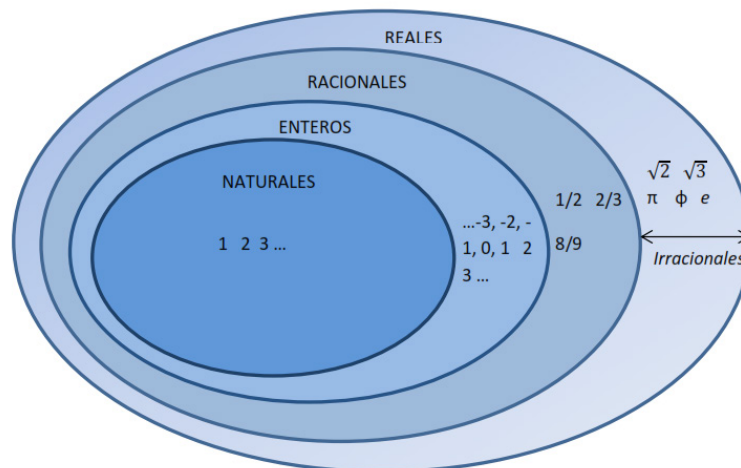 REALES
RACIONALES
ENTEROS
NATURALES
1 2 3 ...
...-3, -2, -
1, 0, 1 2
3 ...
1/2 2/3
8/9
√2 √3
π ϕ e
Irracionales